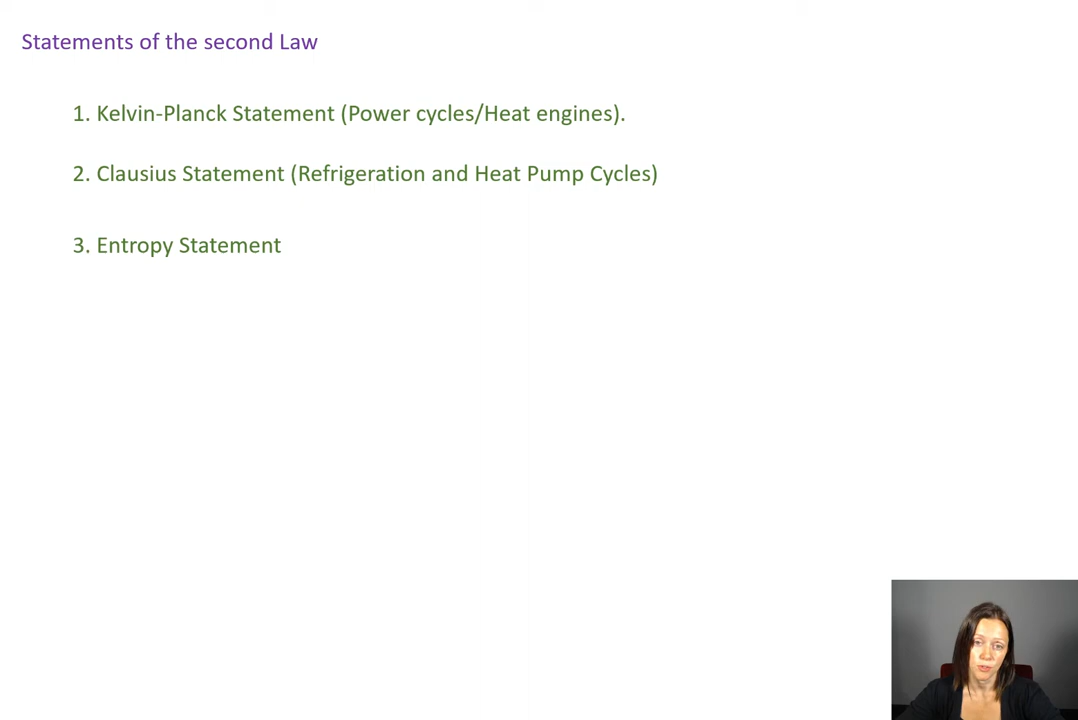 Statements of the second Law
1. Kelvin-Planck Statement (Power cycles/Heat engines).
2. Clausius Statement (Refrigeration and Heat Pump Cycles)
3. Entropy Statement